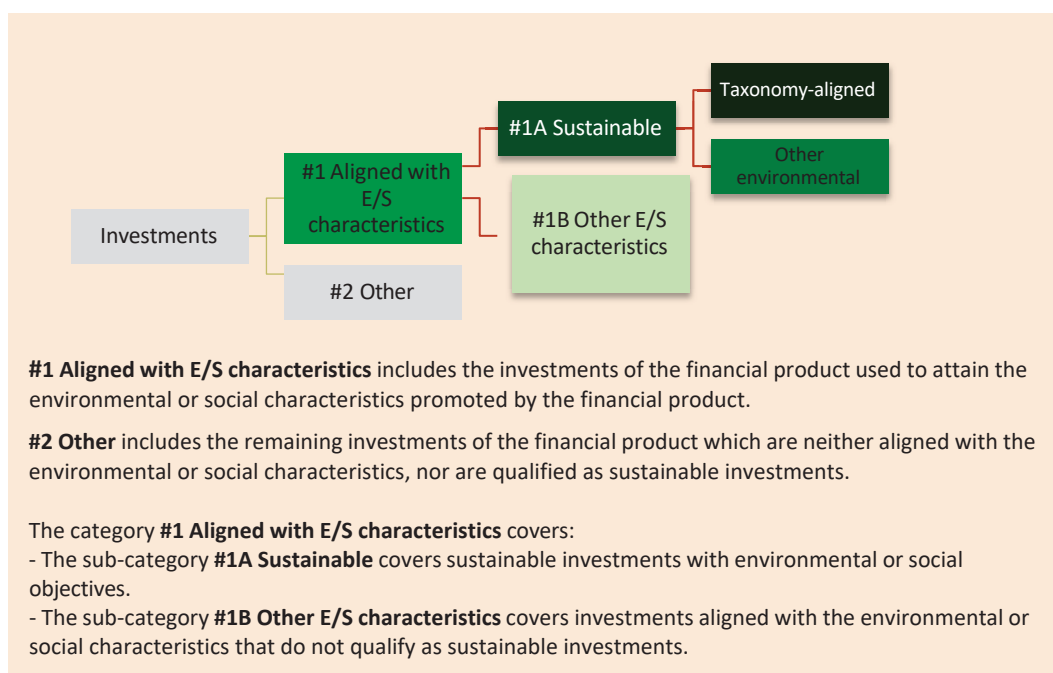 Taxonomy-aligned
#1A Sustainable
Other
environmental
#1 Aligned with
E/S
characteristics
#1B Other E/S
characteristics
Investments
#2 Other
#1 Aligned with E/S characteristics includes the investments of the financial product used to attain the
environmental or social characteristics promoted by the financial product.
#2 Other includes the remaining investments of the financial product which are neither aligned with the
environmental or social characteristics, nor are qualified as sustainable investments.
The category #1 Aligned with E/S characteristics covers:
- The sub-category #1A Sustainable covers sustainable investments with environmental or social
objectives.
- The sub-category #1B Other E/S characteristics covers investments aligned with the environmental or
social characteristics that do not qualify as sustainable investments.